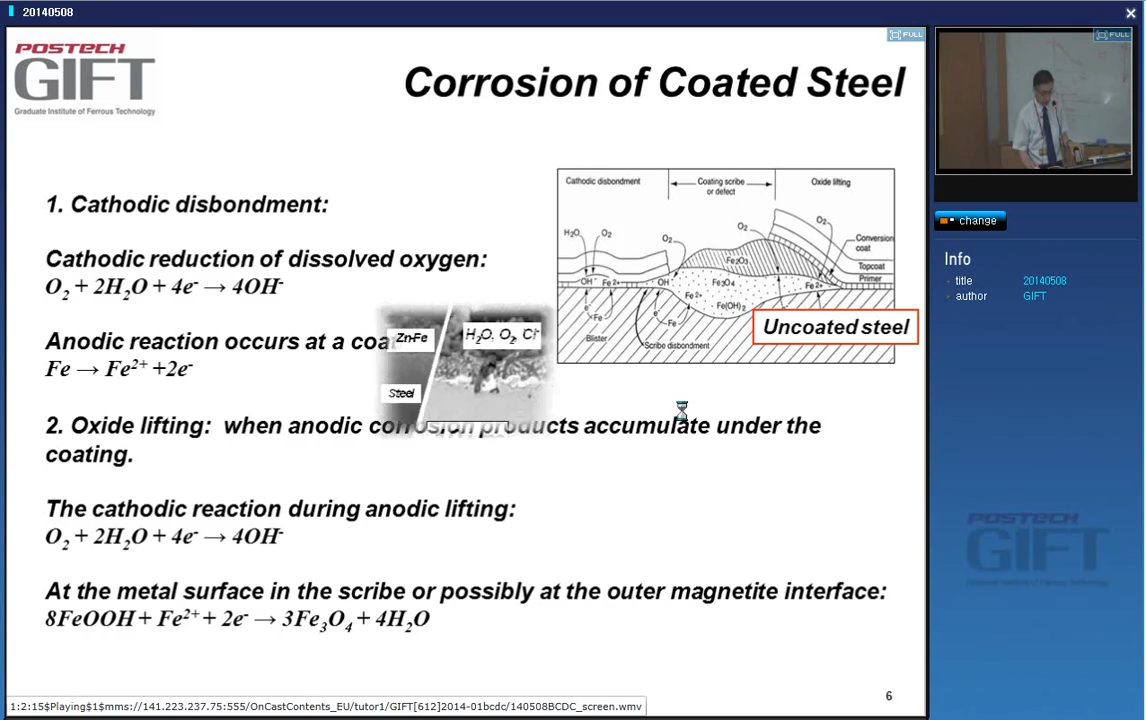 20140508
POSTECH
GIFT
Graduate Institute of Ferrous Technology
FULL
Corrosion of Coated Steel
1. Cathodic disbondment:
Cathodic reduction of dissolved oxygen:
O₂ + 2H₂O + 4e⁻ → 4OH⁻
Anodic reaction occurs at a coa
Fe → Fe²⁺ +2e⁻
Zn-Fe
H₂O, O₂, Cl⁻
Steel
2. Oxide lifting: when anodic corrosion products accumulate under the
coating.
The cathodic reaction during anodic lifting:
O₂ + 2H₂O + 4e⁻ → 4OH⁻
At the metal surface in the scribe or possibly at the outer magnetite interface:
8FeOOH + Fe²⁺ + 2e⁻ → 3Fe₃O₄ + 4H₂O
Cathodic disbondment
Coating scribe
or defect
Oxide lifting
H₂O
O₂
O₂
O₂
O₂
Conversion
coat
Topcoat
Primer
Fe₂O₃
Fe₃O₄
OH⁻
Fe²⁺
OH⁻
Fe²⁺
Fe²⁺
Fe(OH)₂
e
Fe
e
Fe
Blister
Scribe disbondment
Uncoated steel
6
1:2:15$Playing$1$mms://141.223.237.75:555/OnCastContents_EU/tutor1/GIFT[612]2014-01bcdc/140508BCDC_screen.wmv
FULL
change
Info
title 20140508
author GIFT
POSTECH
GIFT